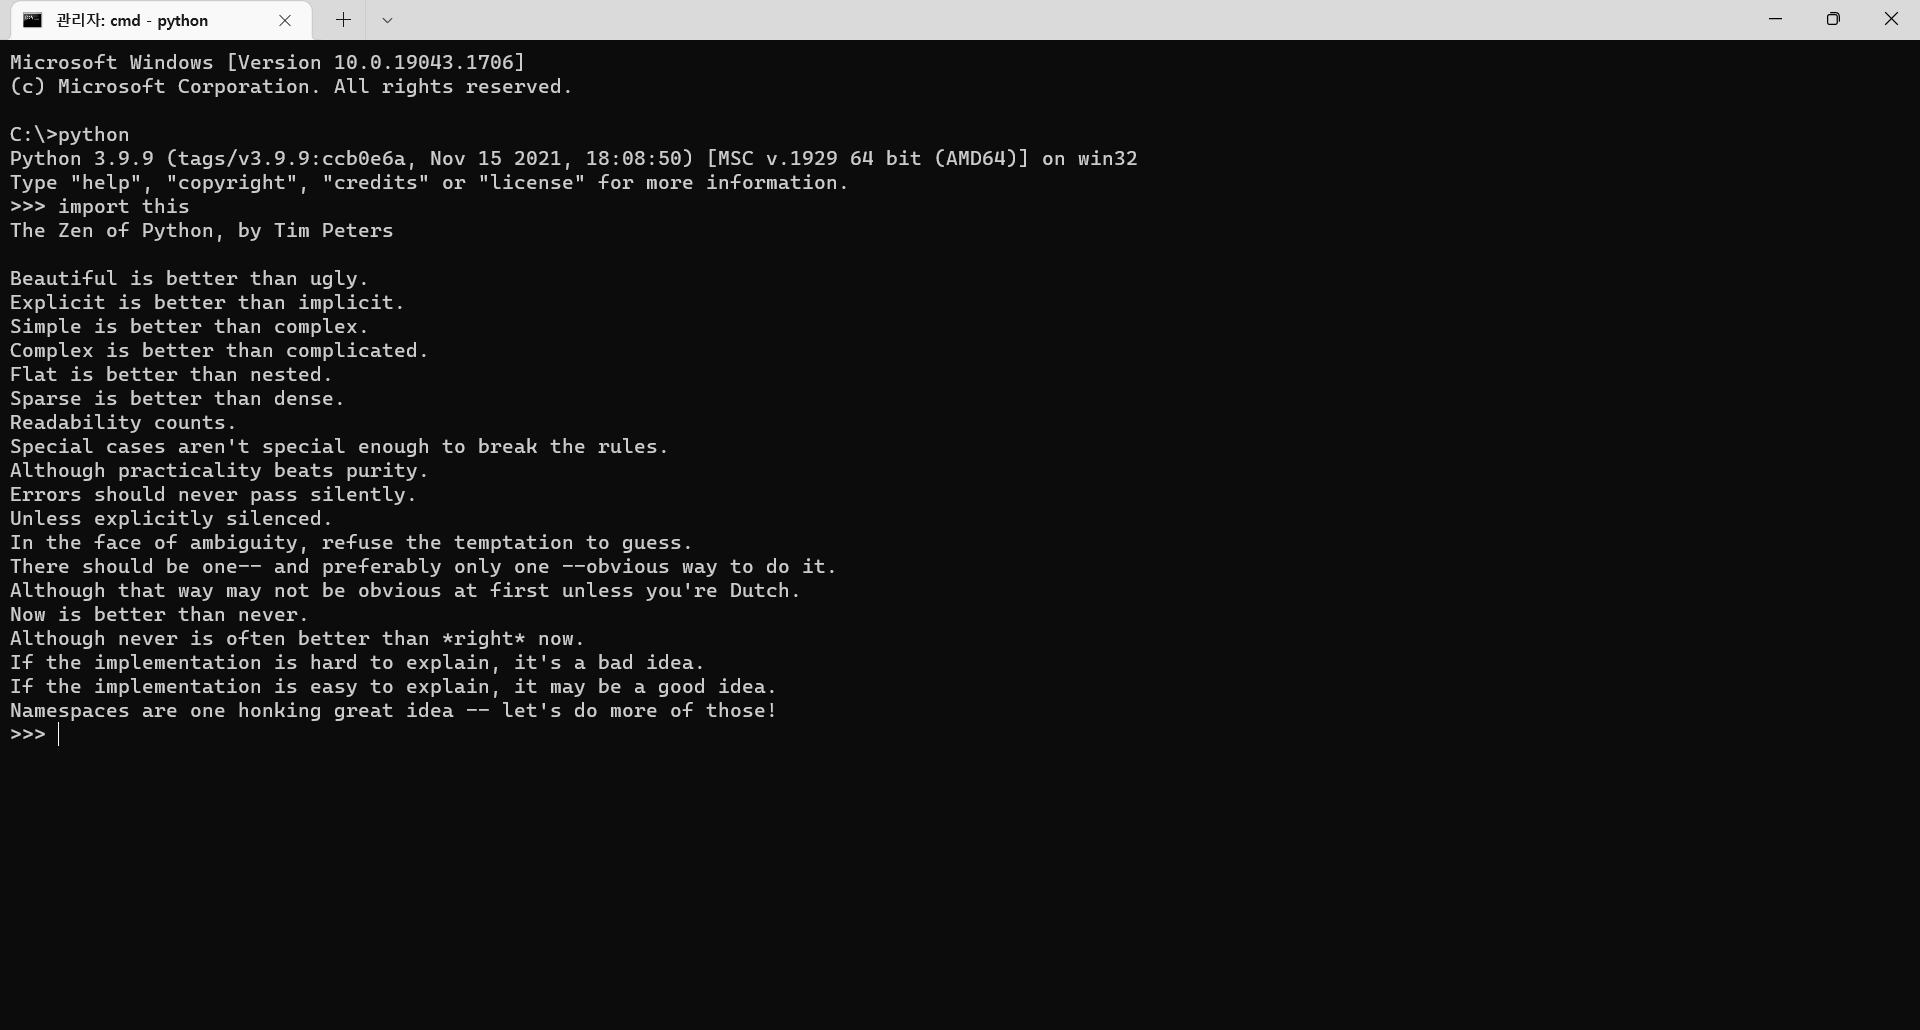 관리자: cmd - python
Microsoft Windows [Version 10.0.19043.1706]
(c) Microsoft Corporation. All rights reserved.
C:\>python
Python 3.9.9 (tags/v3.9.9:ccb0e6a, Nov 15 2021, 18:08:50) [MSC v.1929 64 bit (AMD64)] on win32
Type "help", "copyright", "credits" or "license" for more information.
>>> import this
The Zen of Python, by Tim Peters
Beautiful is better than ugly.
Explicit is better than implicit.
Simple is better than complex.
Complex is better than complicated.
Flat is better than nested.
Sparse is better than dense.
Readability counts.
Special cases aren't special enough to break the rules.
Although practicality beats purity.
Errors should never pass silently.
Unless explicitly silenced.
In the face of ambiguity, refuse the temptation to guess.
There should be one-- and preferably only one --obvious way to do it.
Although that way may not be obvious at first unless you're Dutch.
Now is better than never.
Although never is often better than *right* now.
If the implementation is hard to explain, it's a bad idea.
If the implementation is easy to explain, it may be a good idea.
Namespaces are one honking great idea -- let's do more of those!
>>>